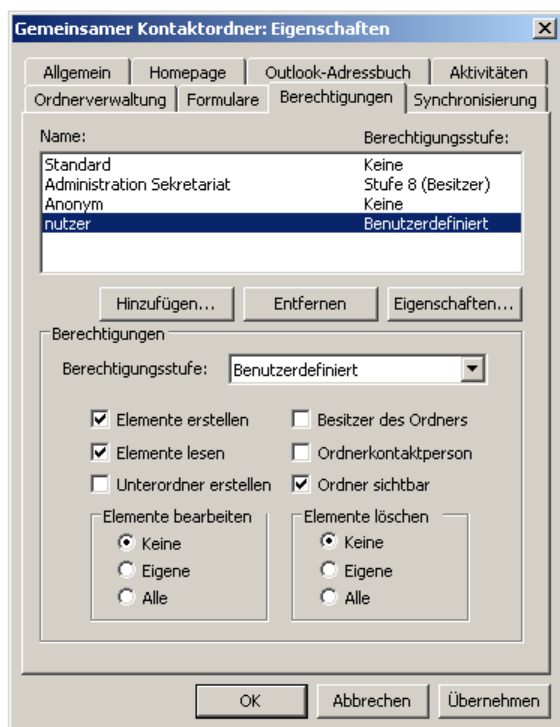 Gemeinsamer Kontaktordner: Eigenschaften
Allgemein Homepage Outlook-Adressbuch Aktivitäten
Ordnerverwaltung Formulare Berechtigungen Synchronisierung
Name: Berechtigungsstufe:
Standard Keine
Administration Sekretariat Stufe 8 (Besitzer)
Anonym Keine
nutzer Benutzerdefiniert
Hinzufügen... Entfernen Eigenschaften...
Berechtigungen
Berechtigungsstufe: Benutzerdefiniert
Elemente erstellen Besitzer des Ordners
Elemente lesen Ordnerkontaktperson
Unterordner erstellen Ordner sichtbar
Elemente bearbeiten Elemente löschen
Keine Keine
Eigene Eigene
Alle Alle
OK Abbrechen Übernehmen